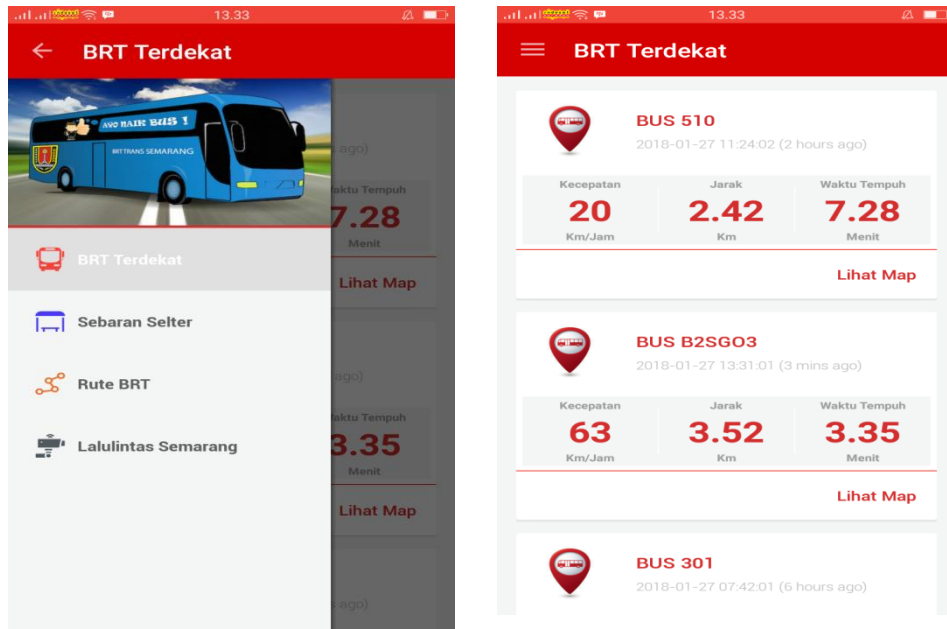 13.33
BRT Terdekat
AYO NAIK BUS !
BRT TRANS SEMARANG
ago)
Waktu Tempuh
7.28
Menit
BRT Terdekat
Lihat Map
Sebaran Selter
ago)
Rute BRT
Waktu Tempuh
3.35
Lalulintas Semarang
Menit
Lihat Map
ago)
13.33
BRT Terdekat
BUS 510
2018-01-27 11:24:02 (2 hours ago)
Kecepatan Jarak Waktu Tempuh
20 2.42 7.28
Km/Jam Km Menit
Lihat Map
BUS B2SGO3
2018-01-27 13:31:01 (3 mins ago)
Kecepatan Jarak Waktu Tempuh
63 3.52 3.35
Km/Jam Km Menit
Lihat Map
BUS 301
2018-01-27 07:42:01 (6 hours ago)